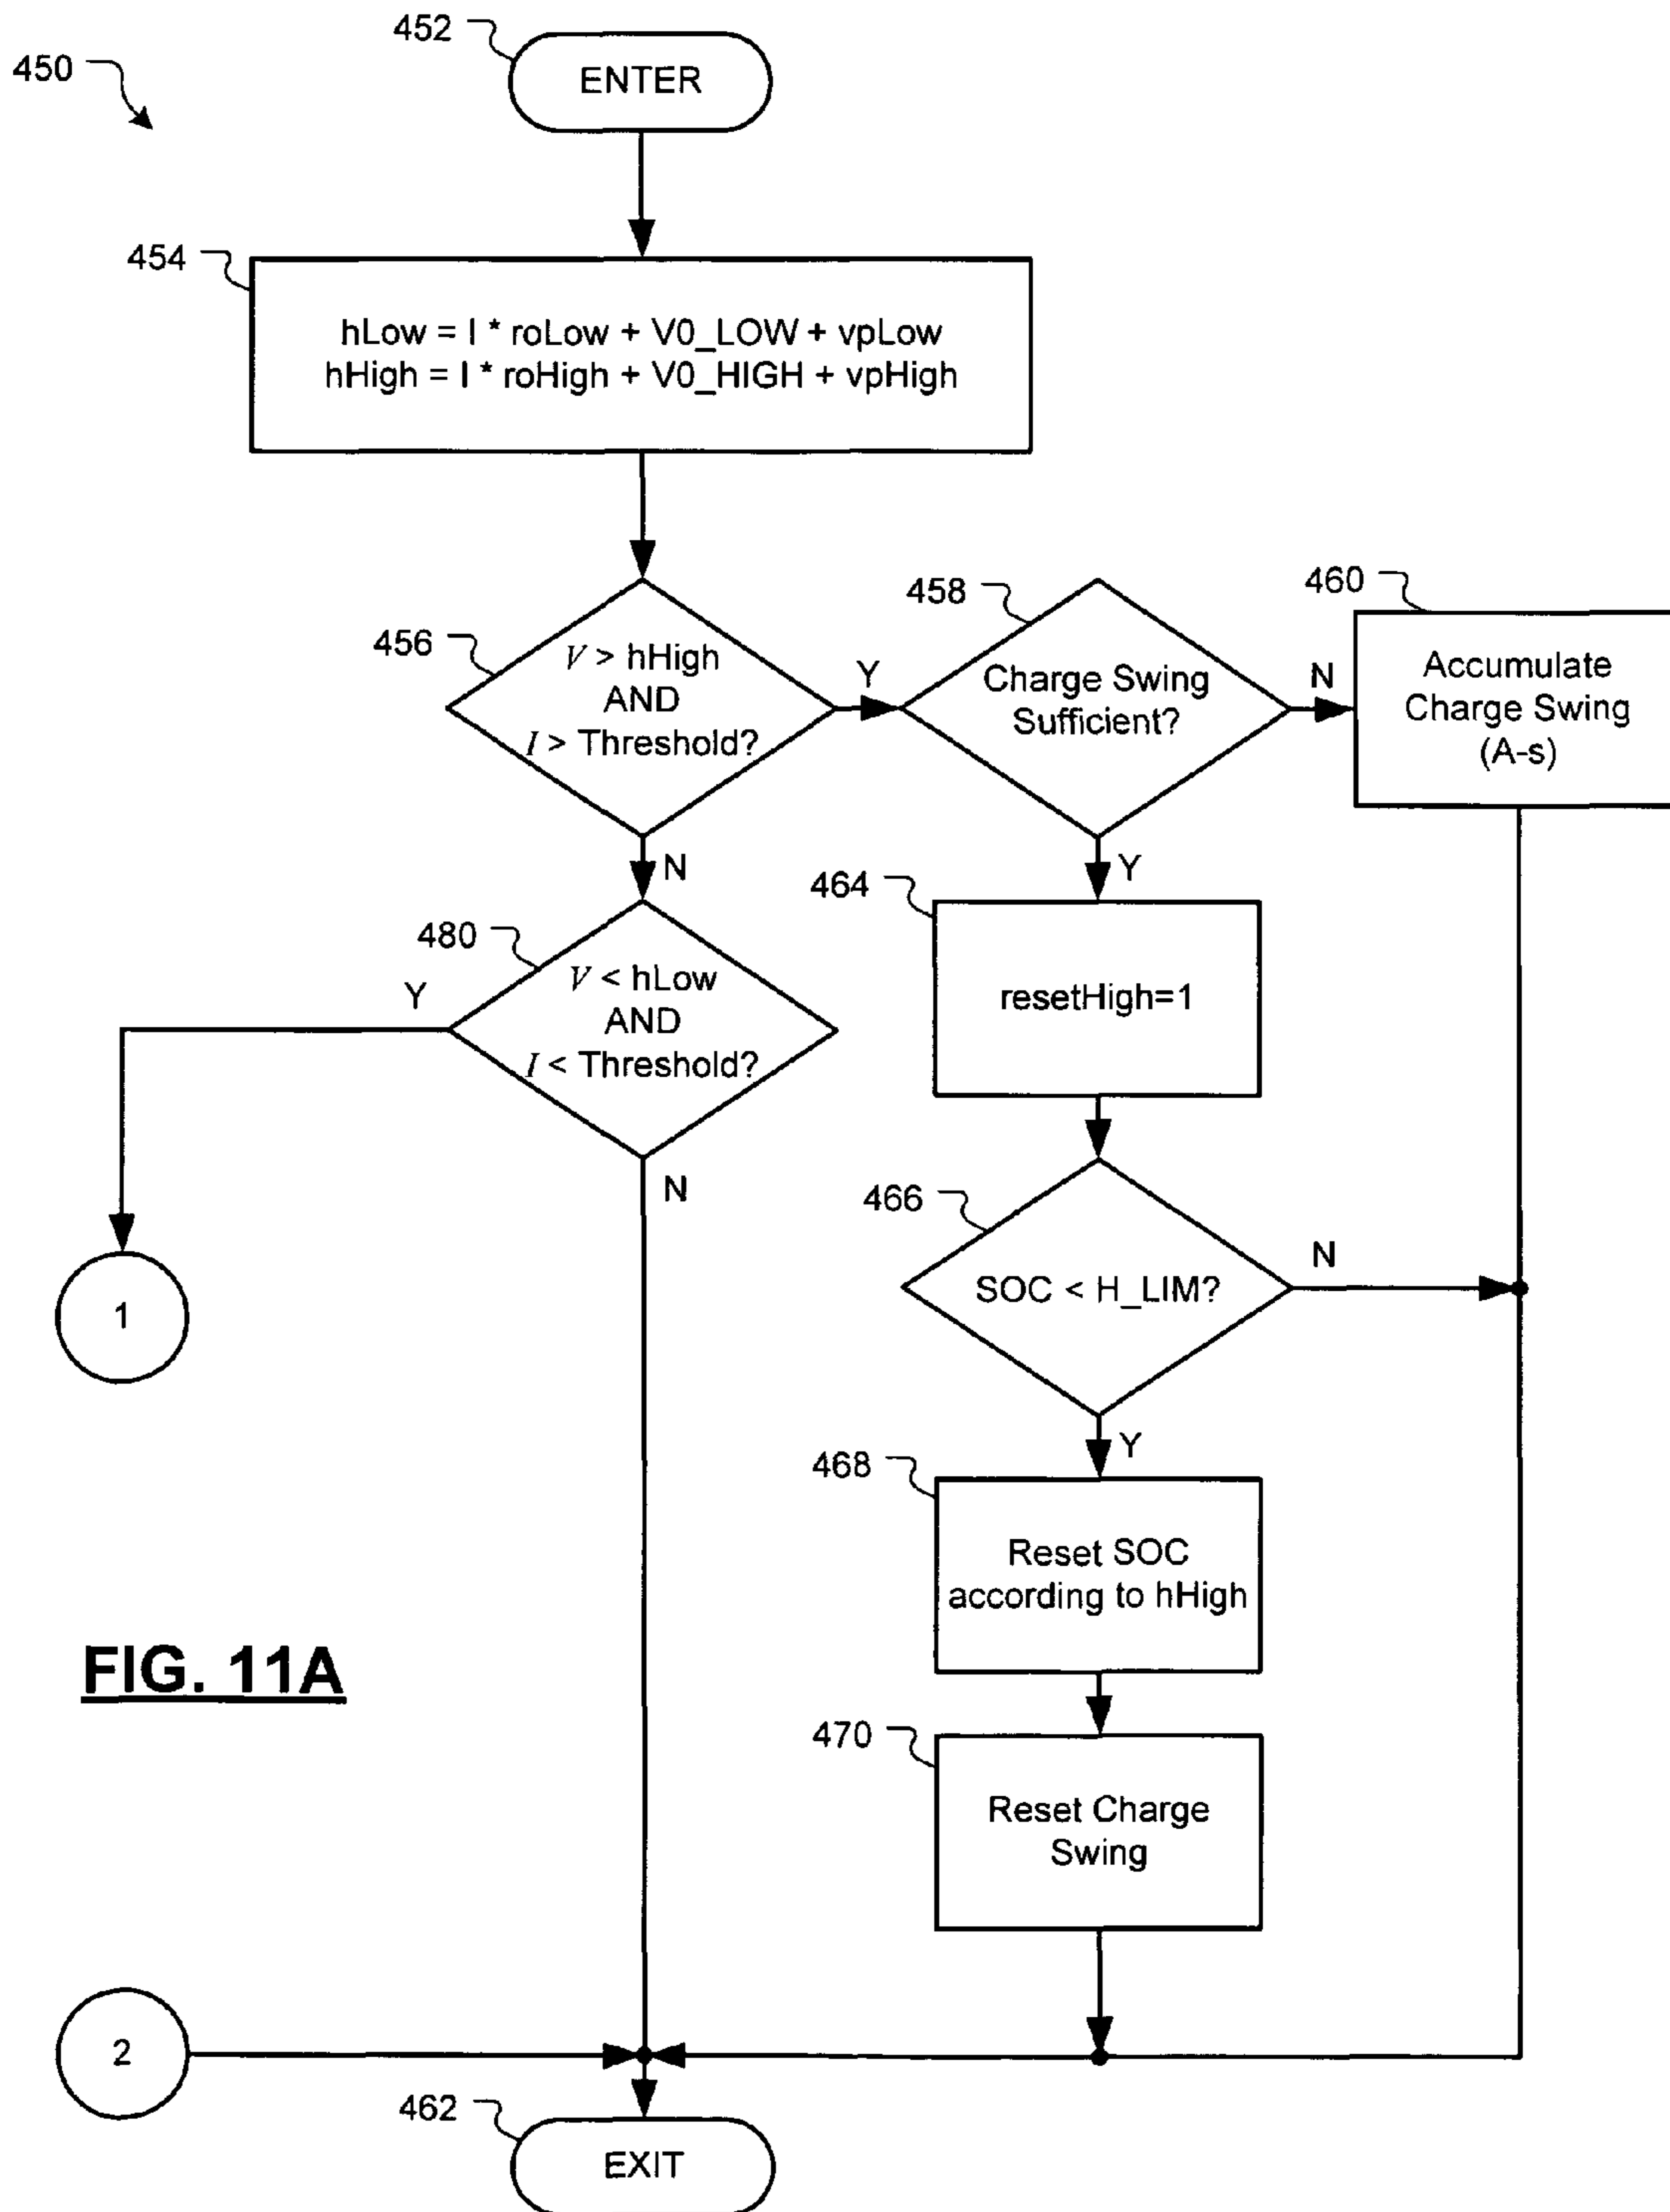 452
ENTER
450
454
hLow = I * roLow + V0_LOW + vpLow
hHigh = I * roHigh + V0_HIGH + vpHigh
456
V > hHigh
AND
I > Threshold?
Y
458
Charge Swing
Sufficient?
N
460
Accumulate
Charge Swing
(A-s)
N
Y
480
V < hLow
AND
I < Threshold?
Y
N
464
resetHigh=1
466
SOC < H_LIM?
N
Y
1
468
Reset SOC
according to hHigh
FIG. 11A
470
Reset Charge
Swing
2
462
EXIT